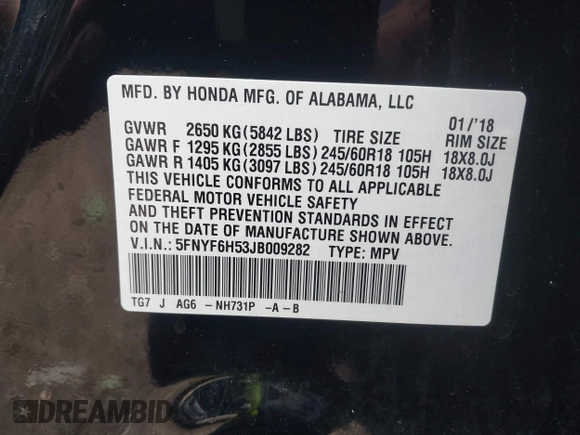 MFD. BY HONDA MFG. OF ALABAMA, LLC
GVWR 2650 KG(5842 LBS) TIRE SIZE 01/'18 RIM SIZE
GAWR F 1295 KG(2855 LBS)245/60R18 105H 18X8.0J
GAWR R 1405 KG(3097 LBS)245/60R18 105H 18X8.0J
THIS VEHICLE CONFORMS TO ALL APPLICABLE
FEDERAL MOTOR VEHICLE SAFETY
AND THEFT PREVENTION STANDARDS IN EFFECT
ON THE DATE OF MANUFACTURE SHOWN ABOVE.
V.I.N.: 5FNYF6H53JB009282 TYPE: MPV
TG7 J AG6 -NH731P -A-B
DREAMBID